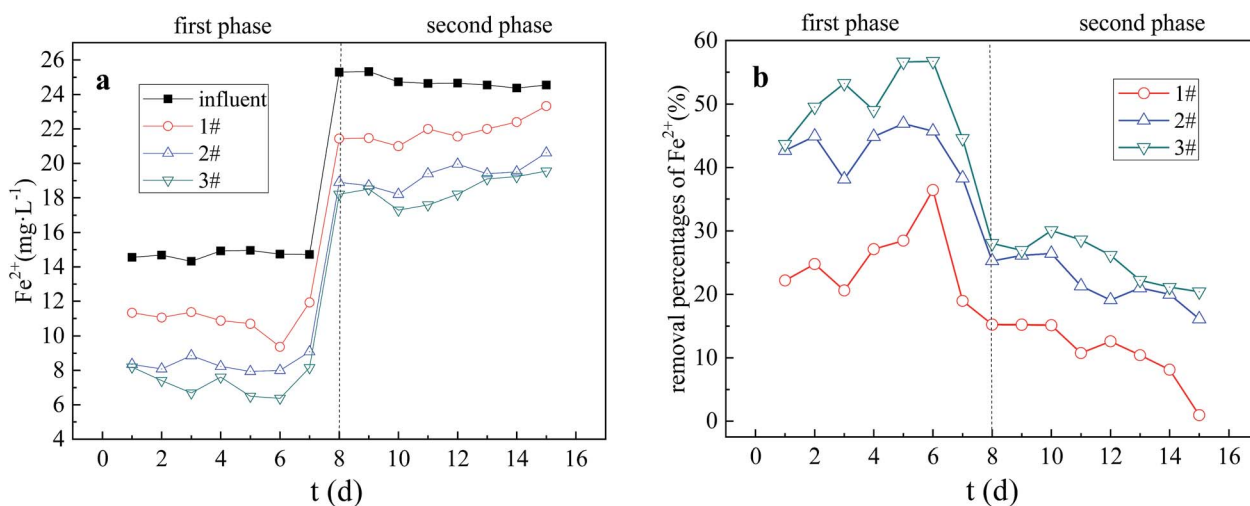 first phase
second phase
a
influent
1#
2#
3#
Fe²⁺(mg·L⁻¹)
26
24
22
20
18
16
14
12
10
8
6
4
0 2 4 6 8 10 12 14 16
t (d)
first phase
second phase
b
1#
2#
3#
removal percentages of Fe²⁺(%)
60
50
40
30
20
10
0
0 2 4 6 8 10 12 14 16
t (d)